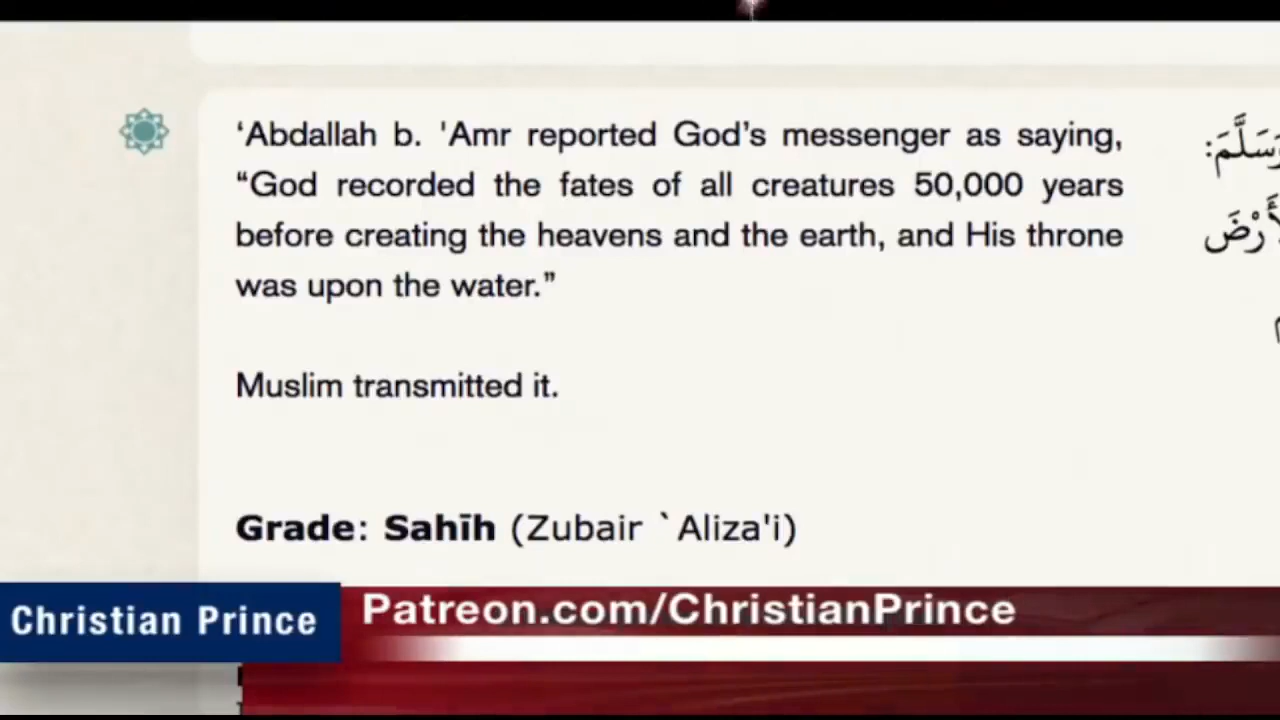 ‘Abdallah b. 'Amr reported God’s messenger as saying,
“God recorded the fates of all creatures 50,000 years
before creating the heavens and the earth, and His throne
was upon the water.”
Muslim transmitted it.
Grade: Sahīh (Zubair `Aliza'i)
وَسَلَّمَ:
Christian Prince
Patreon.com/ChristianPrince